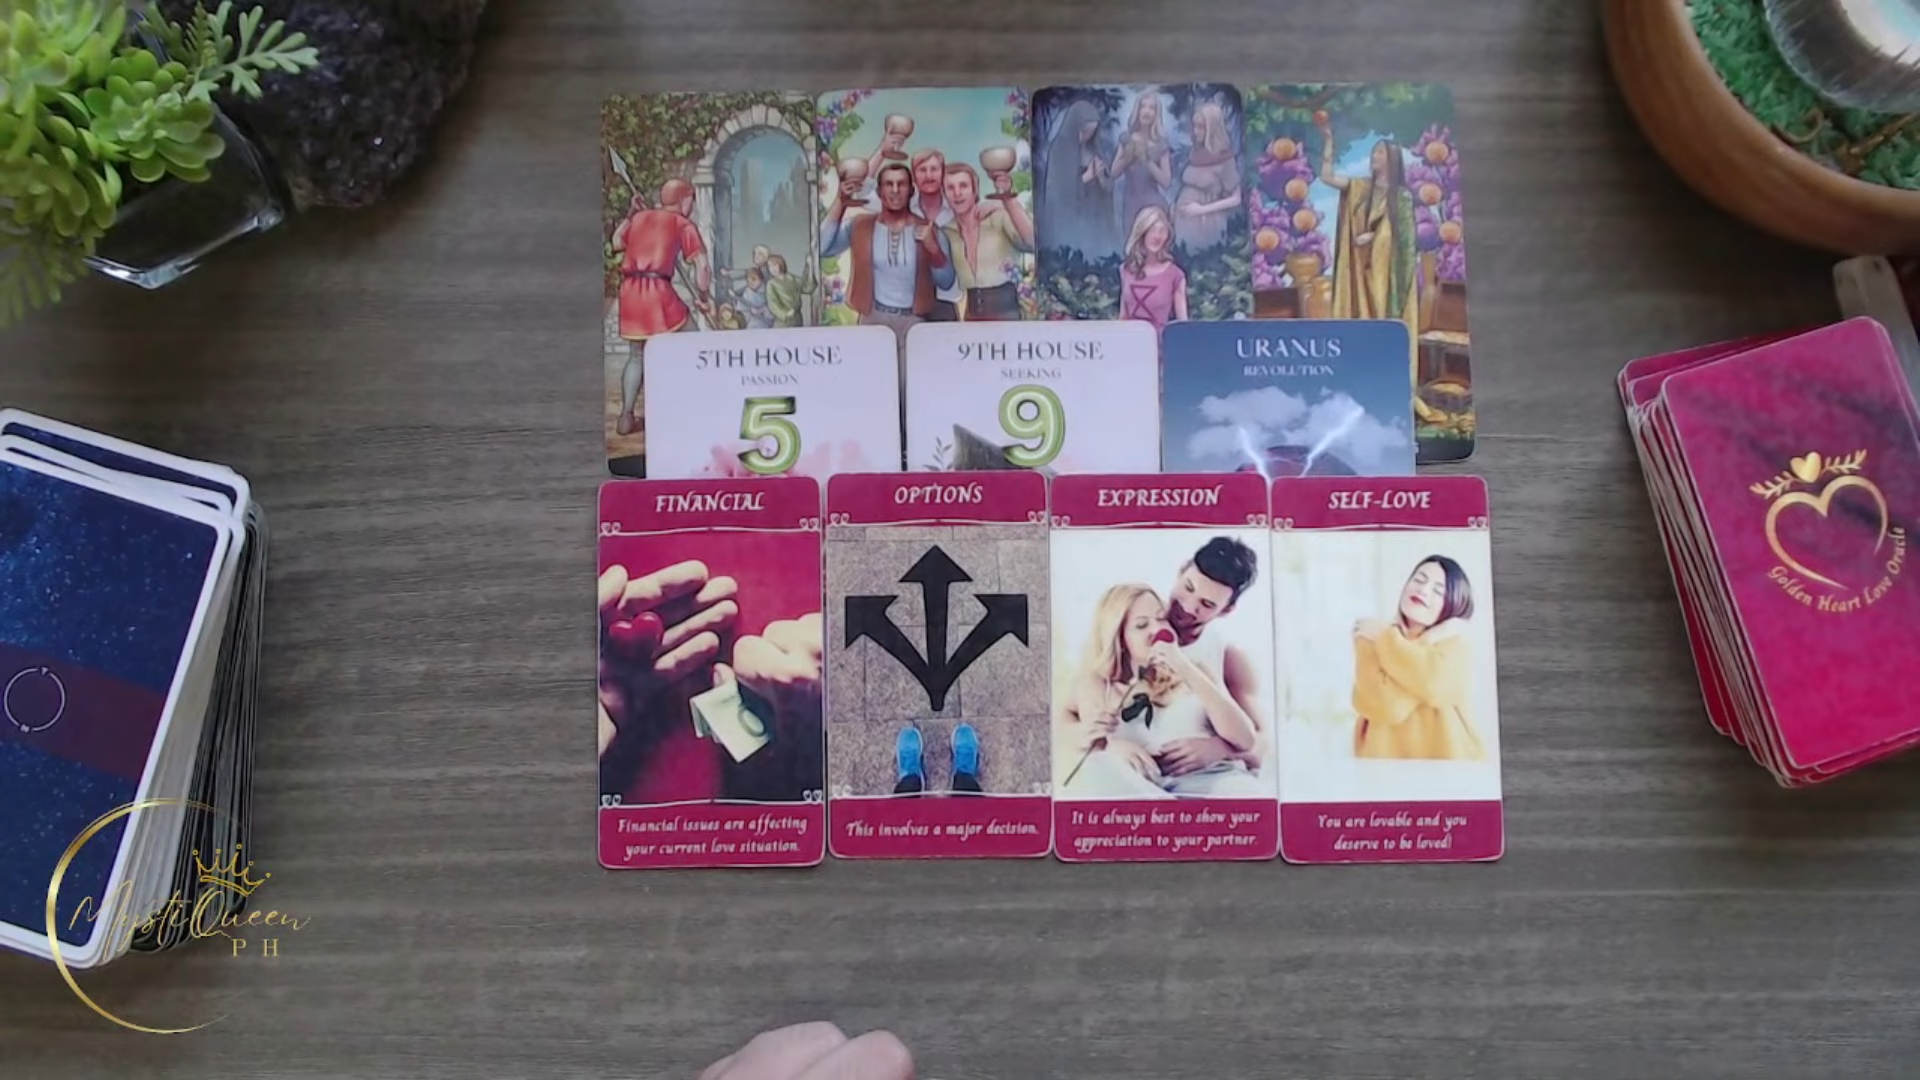 5TH HOUSE
PASSION
5
9TH HOUSE
SEEKING
9
URANUS
REVOLUTION
FINANCIAL
Financial issues are affecting
your current love situation.
OPTIONS
This involves a major decision.
EXPRESSION
It is always best to show your
appreciation to your partner.
SELF-LOVE
You are lovable and you
deserve to be loved!
Golden Heart Love Oracle
MystiQueen
PH